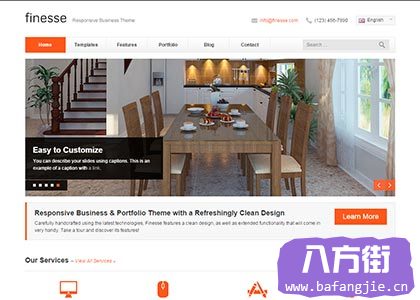 finesse Responsive Business Theme
info@finesse.com (123) 456-7890 English
Home Templates Features Portfolio Blog Contact Search ...
Easy to Customize
You can describe your slides using captions. This is an
example of a caption with a link.
Responsive Business & Portfolio Theme with a Refreshingly Clean Design
Carefully handcrafted using the latest technologies, Finesse features a clean design, as well as extended functionality that will come in
very handy. Take a tour and discover its features!
Learn More
Our Services – View All Services »
八方街
www.bafangjie.cn